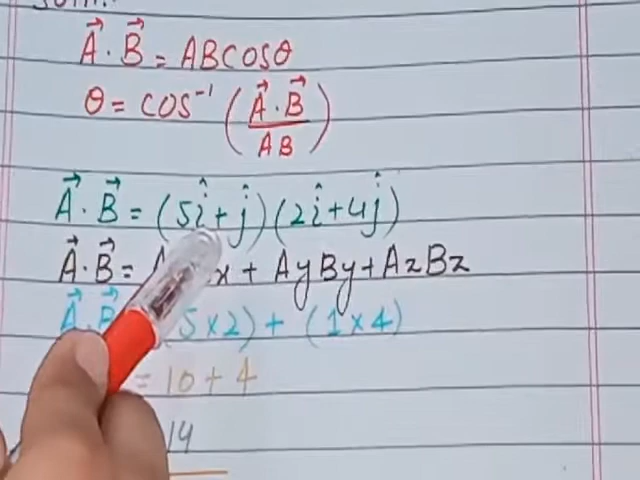 A⃗ . B⃗ = ABCOSθ
θ = COS⁻¹ (A⃗ . B⃗ / AB)
A⃗ . B⃗ = (5î + ĵ)(2î + 4ĵ)
A⃗ . B⃗ = x + AyBy + AzBz
5 x 2) + (1 x 4)
= 10 + 4
14